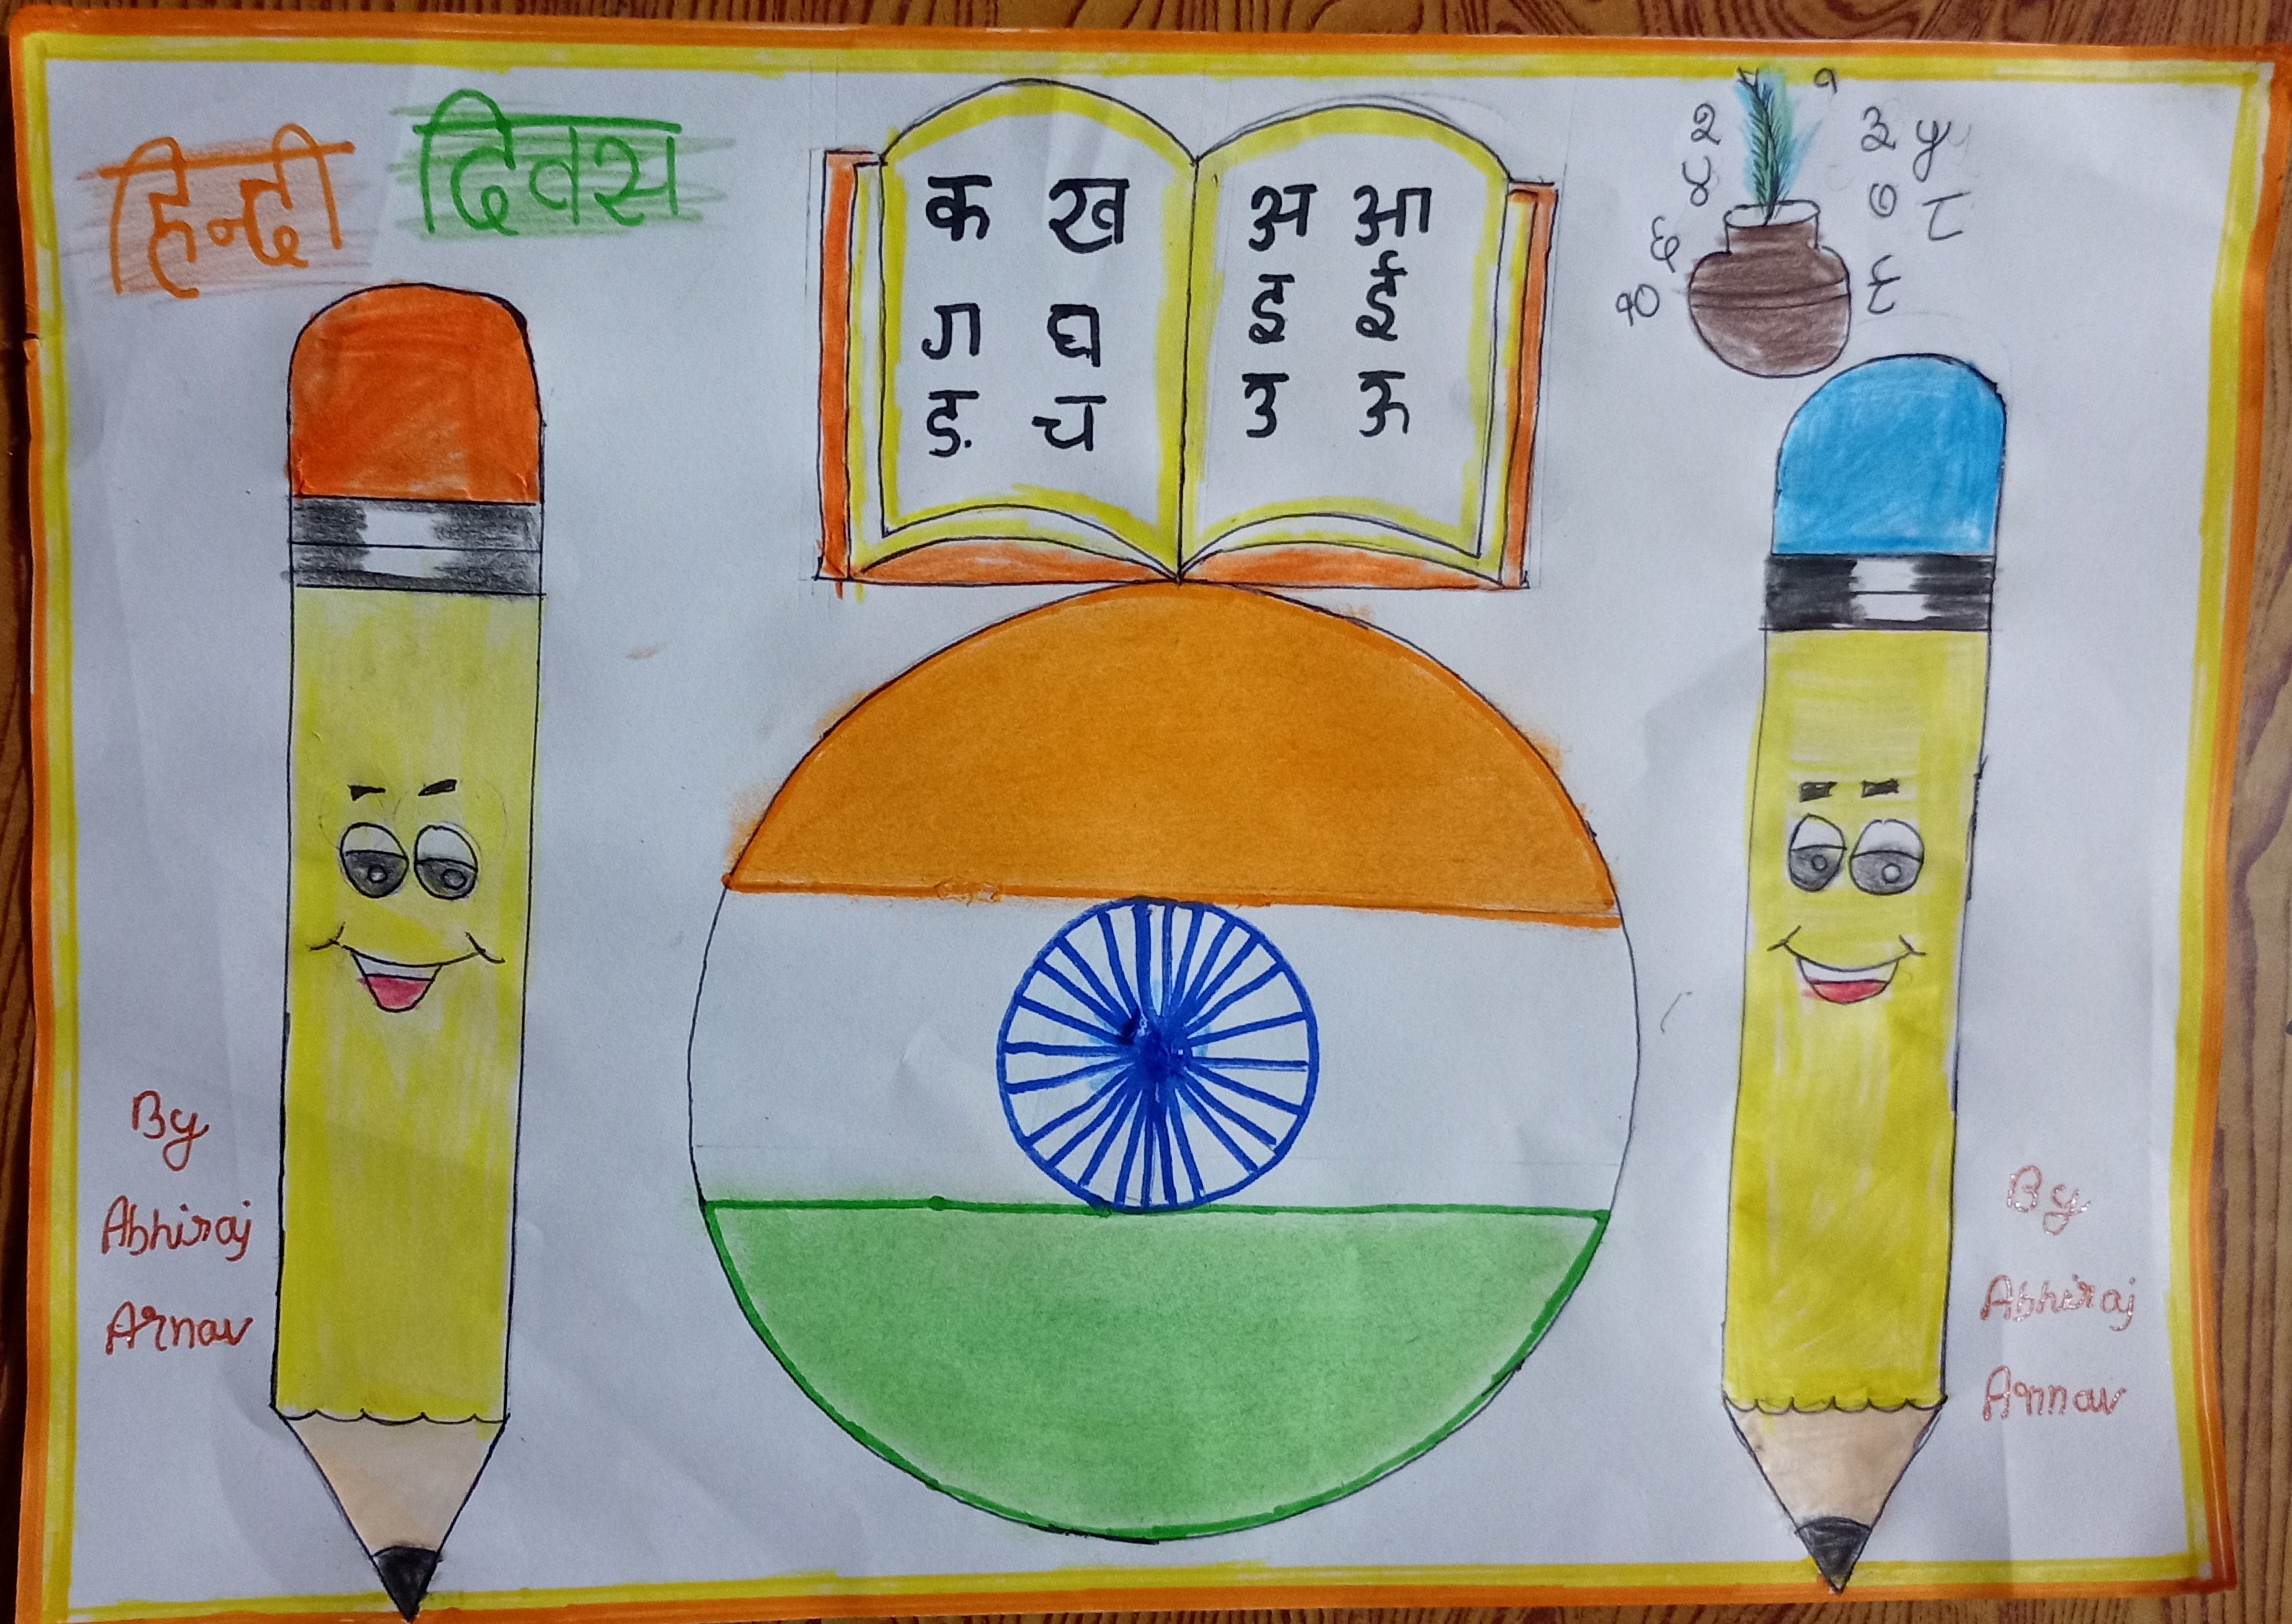 हिन्दी दिवस
क ख
ग घ
ङ च
अ आ
इ ई
उ ऊ
१
२ ३ ५
४ ७ ८
६ ९
१०
By
Abhiraj
Arnav
By
Abhiraj
Arnav